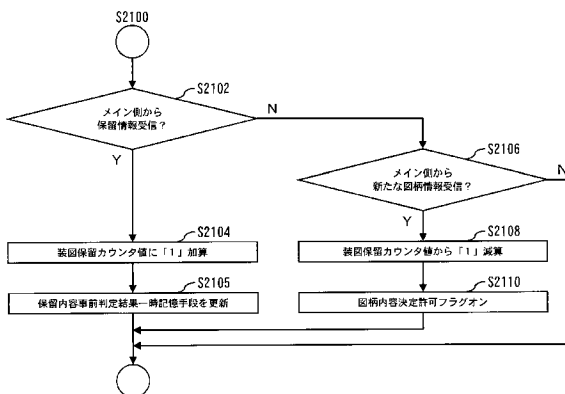 S2100
S2102
メイン側から
保留情報受信？
N
Y
S2106
メイン側から
新たな図柄情報受信？
N
Y
S2104
装図保留カウンタ値に「1」加算
S2108
装図保留カウンタ値から「1」減算
S2105
保留内容事前判定結果一時記憶手段を更新
S2110
図柄内容決定許可フラグオン